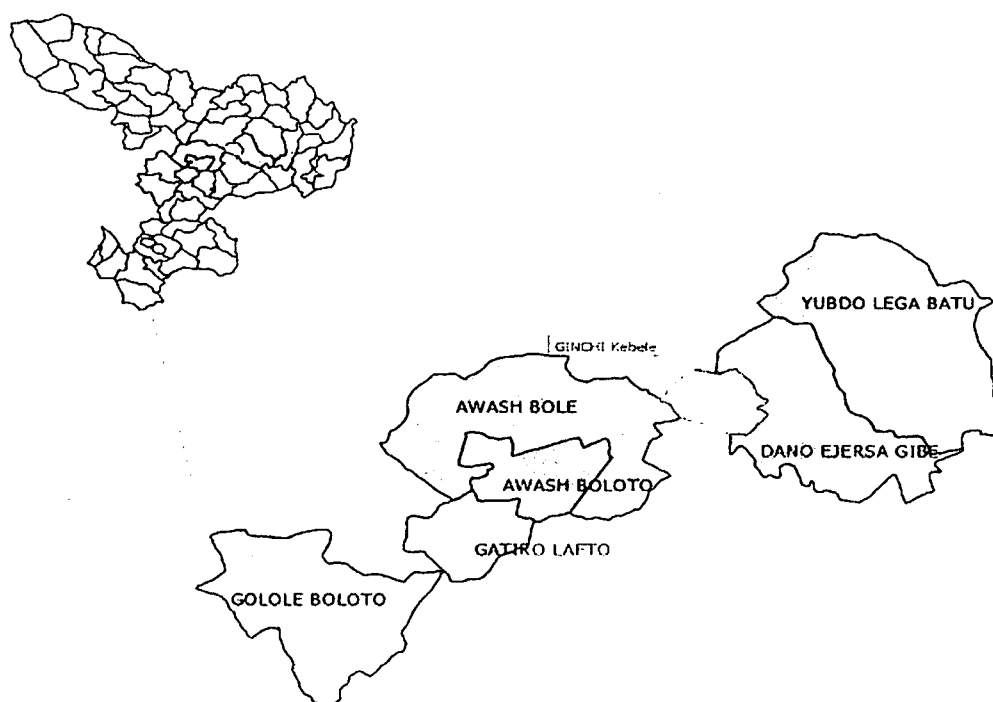 YUBDO LEGA BATU
GINCHI Kebele
AWASH BOLE
DANO EJERSA GIBE
AWASH BOLOTO
GATIRO LAFTO
GOLOLE BOLOTO